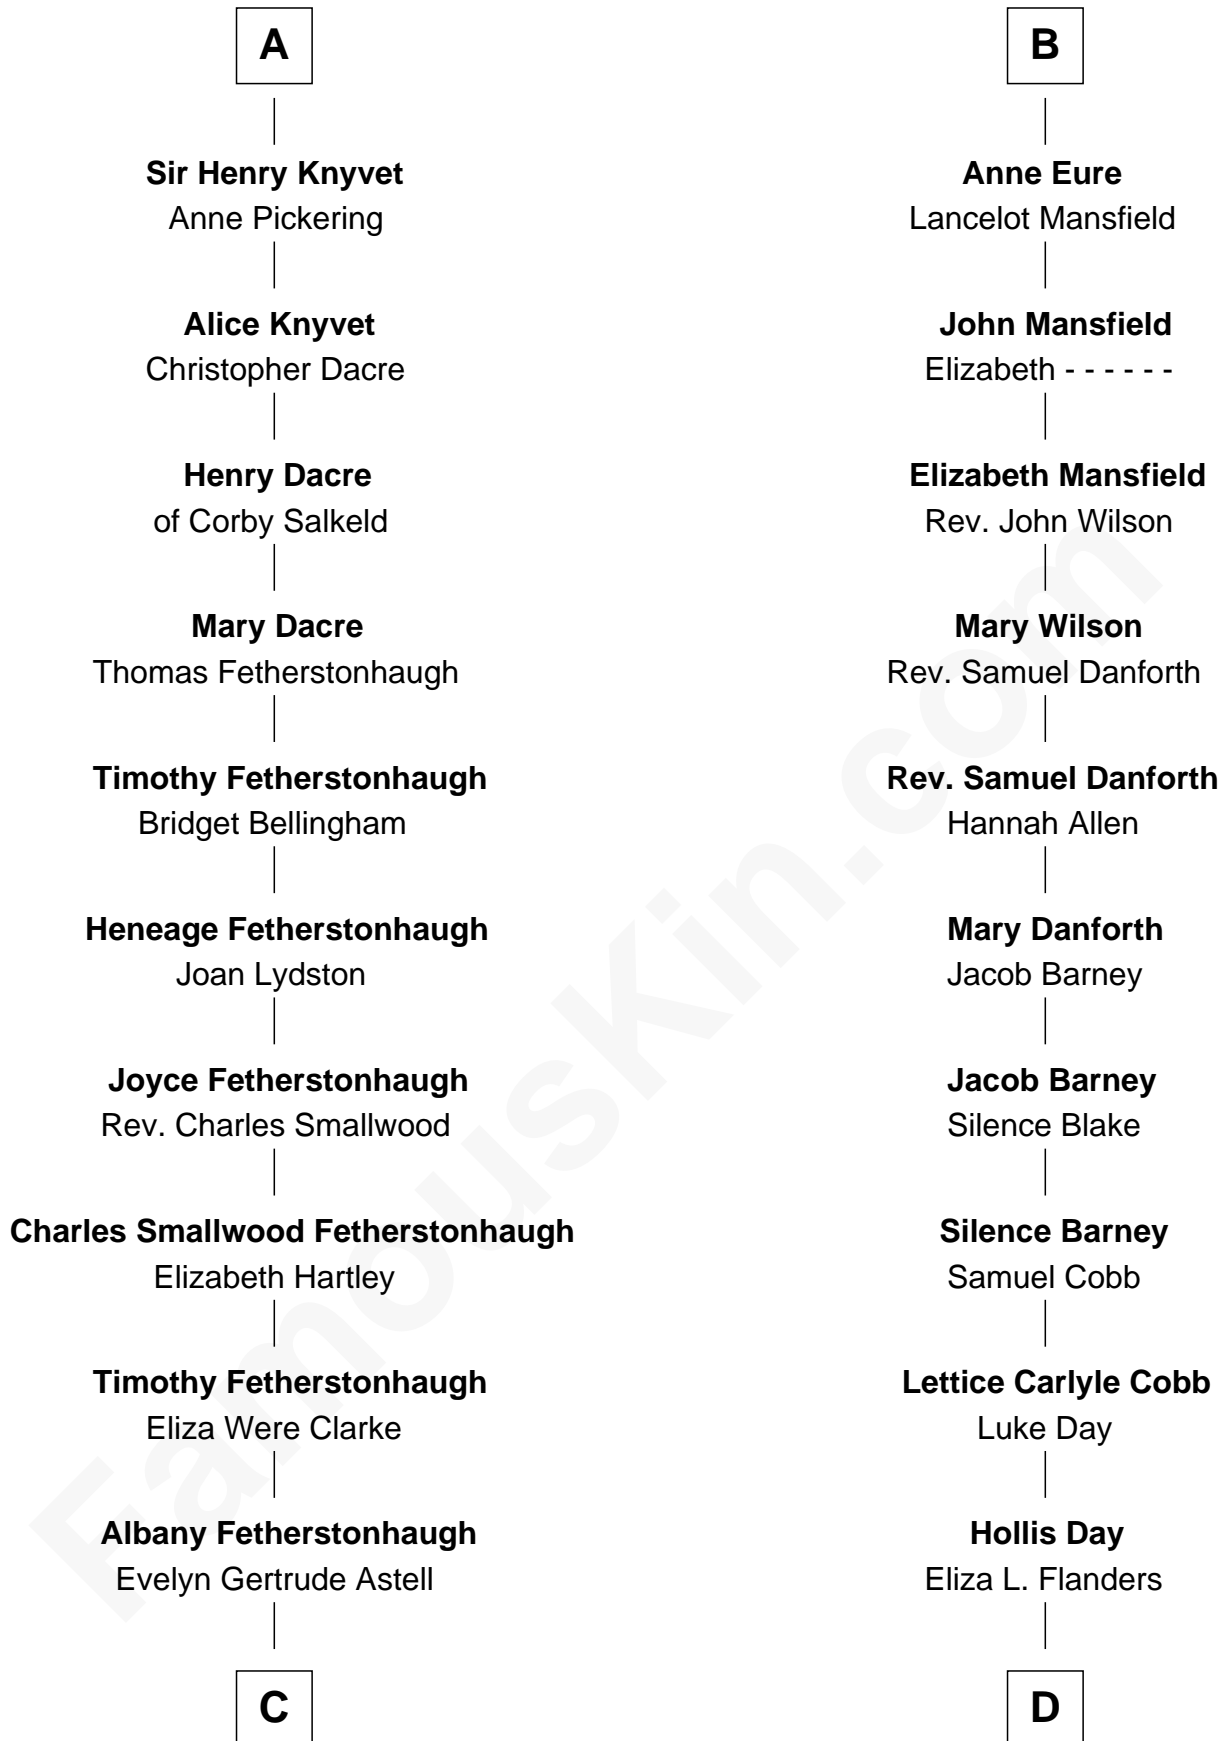 A
Sir Henry Knyvet
Anne Pickering
Alice Knyvet
Christopher Dacre
Henry Dacre
of Corby Salkeld
Mary Dacre
Thomas Fetherstonhaugh
Timothy Fetherstonhaugh
Bridget Bellingham
Heneage Fetherstonhaugh
Joan Lydston
Joyce Fetherstonhaugh
Rev. Charles Smallwood
Charles Smallwood Fetherstonhaugh
Elizabeth Hartley
Timothy Fetherstonhaugh
Eliza Were Clarke
Albany Fetherstonhaugh
Evelyn Gertrude Astell
C
B
Anne Eure
Lancelot Mansfield
John Mansfield
Elizabeth - - - - - -
Elizabeth Mansfield
Rev. John Wilson
Mary Wilson
Rev. Samuel Danforth
Rev. Samuel Danforth
Hannah Allen
Mary Danforth
Jacob Barney
Jacob Barney
Silence Blake
Silence Barney
Samuel Cobb
Lettice Carlyle Cobb
Luke Day
Hollis Day
Eliza L. Flanders
D
FamousKin.com